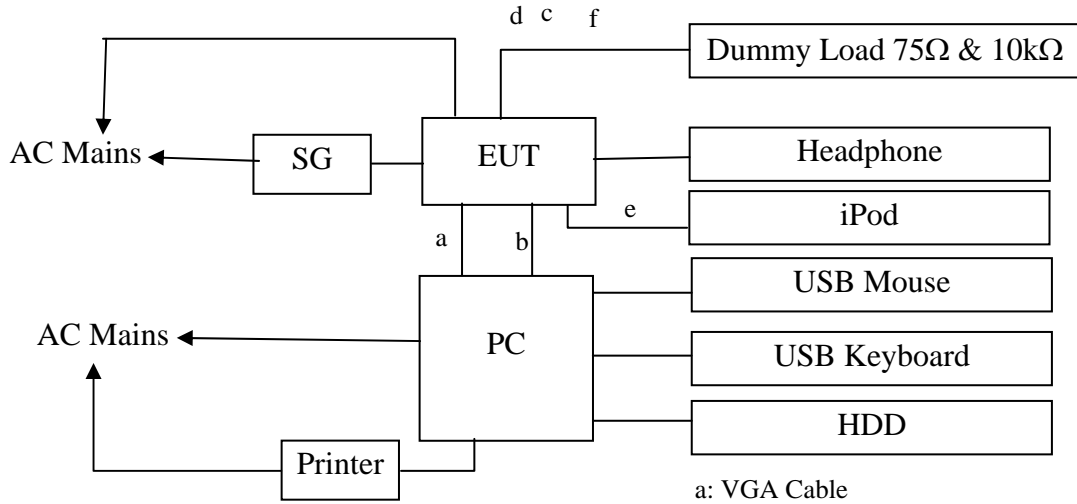 d c f
Dummy Load 75Ω & 10kΩ
AC Mains
SG
EUT
Headphone
e
iPod
a
b
USB Mouse
AC Mains
PC
USB Keyboard
HDD
Printer
a: VGA Cable